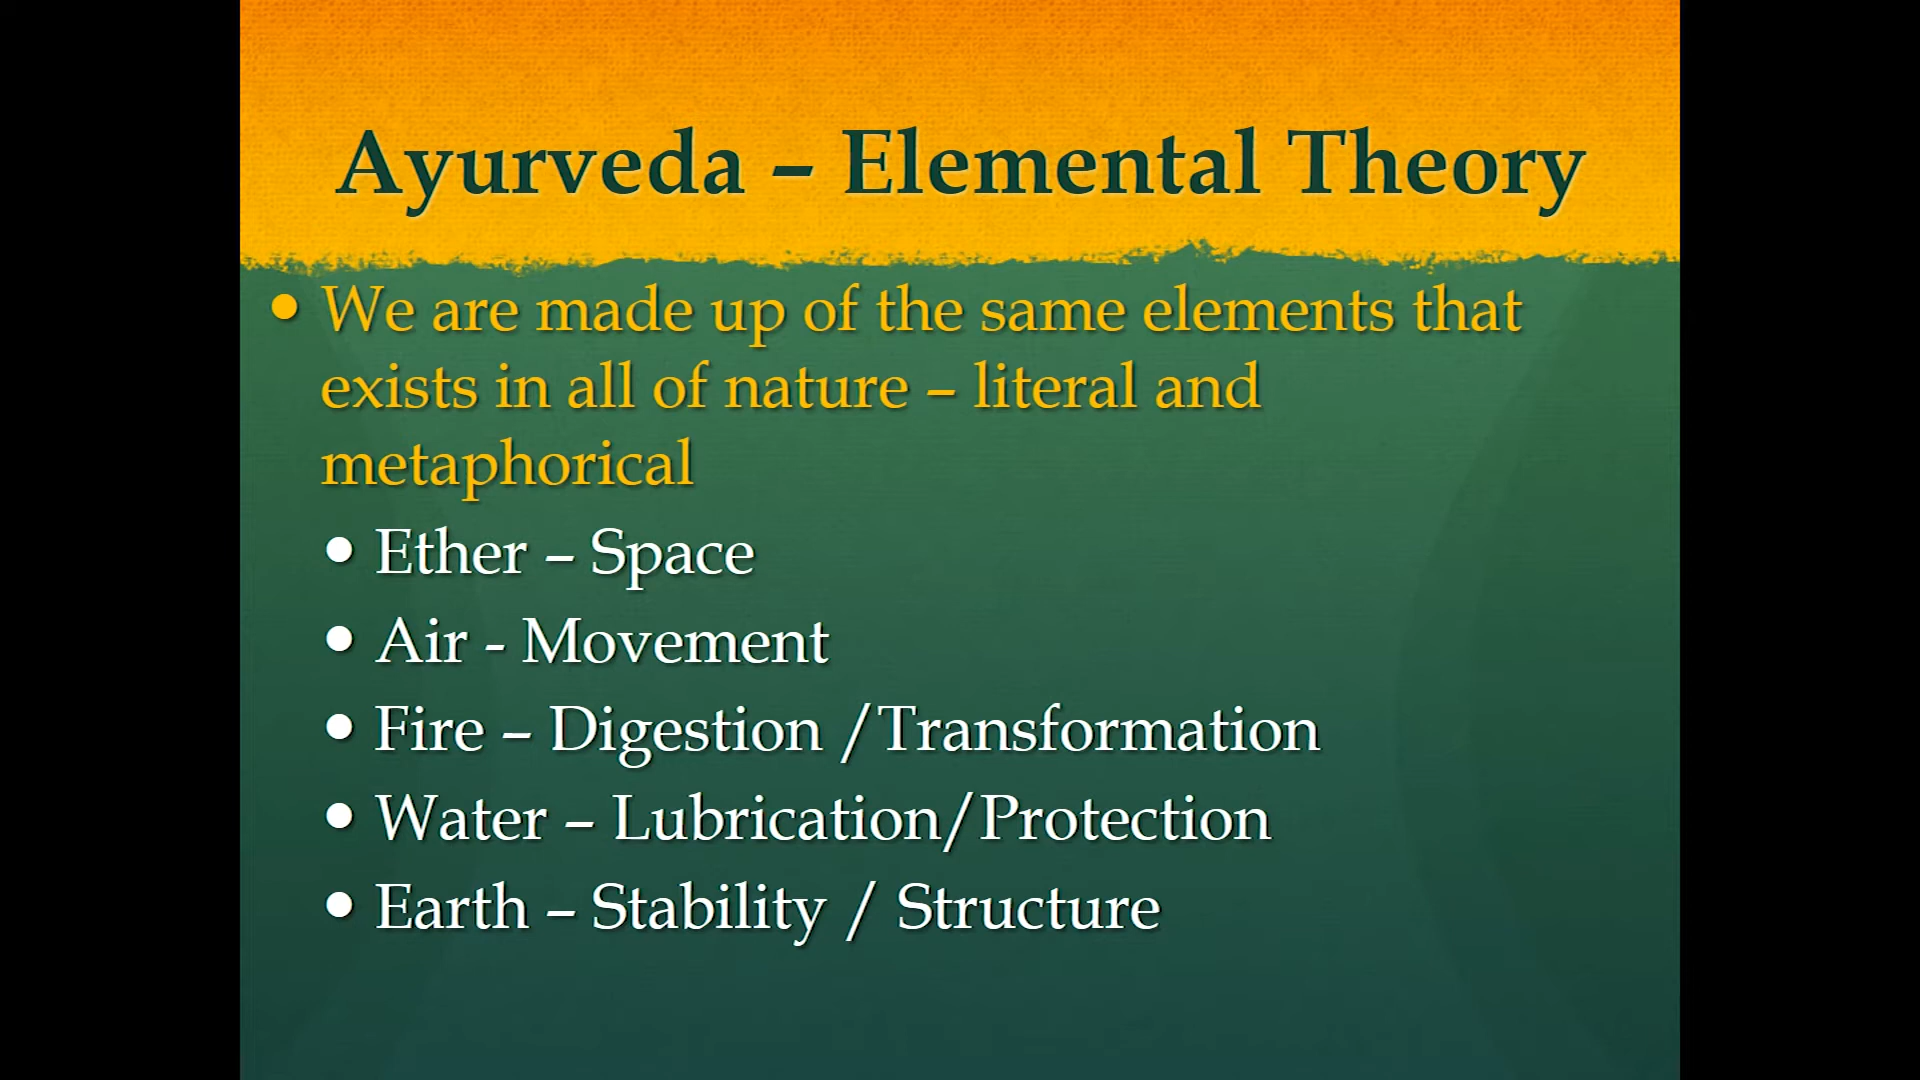 Ayurveda – Elemental Theory
• We are made up of the same elements that
exists in all of nature – literal and
metaphorical
• Ether – Space
• Air - Movement
• Fire – Digestion /Transformation
• Water – Lubrication/Protection
• Earth – Stability / Structure